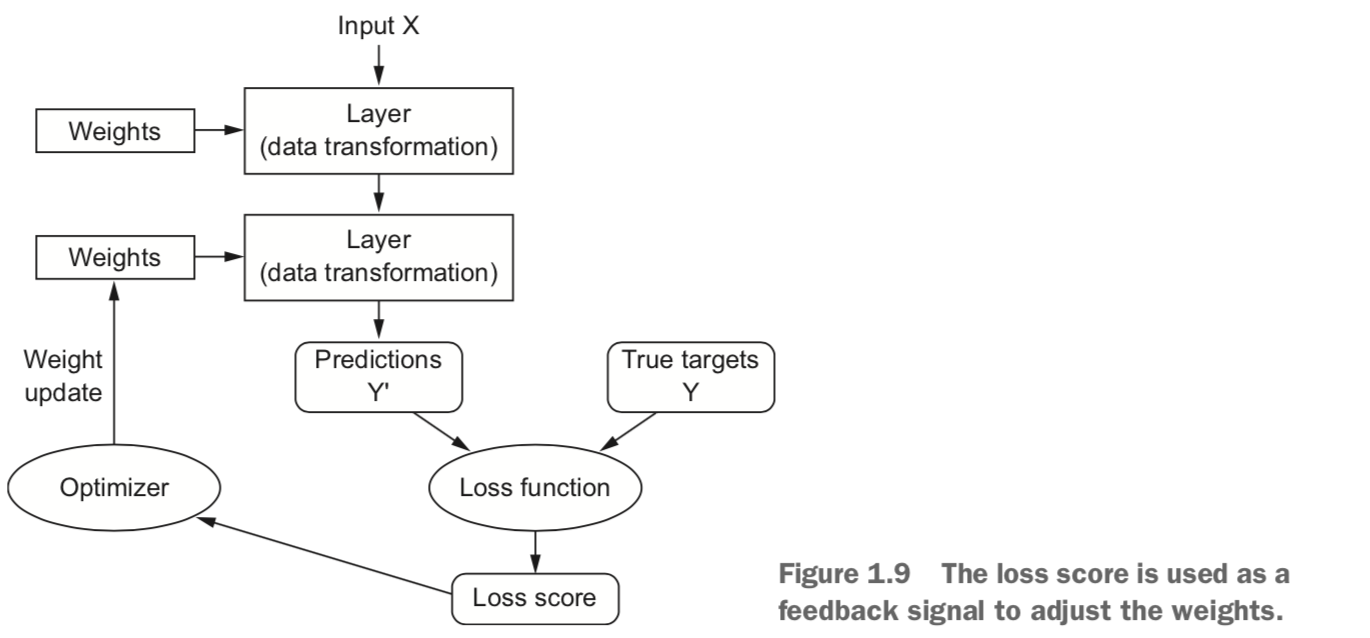 Input X
Weights
Layer
(data transformation)
Weights
Layer
(data transformation)
Weight
update
Predictions
Y'
True targets
Y
Optimizer
Loss function
Loss score
Figure 1.9 The loss score is used as a
feedback signal to adjust the weights.